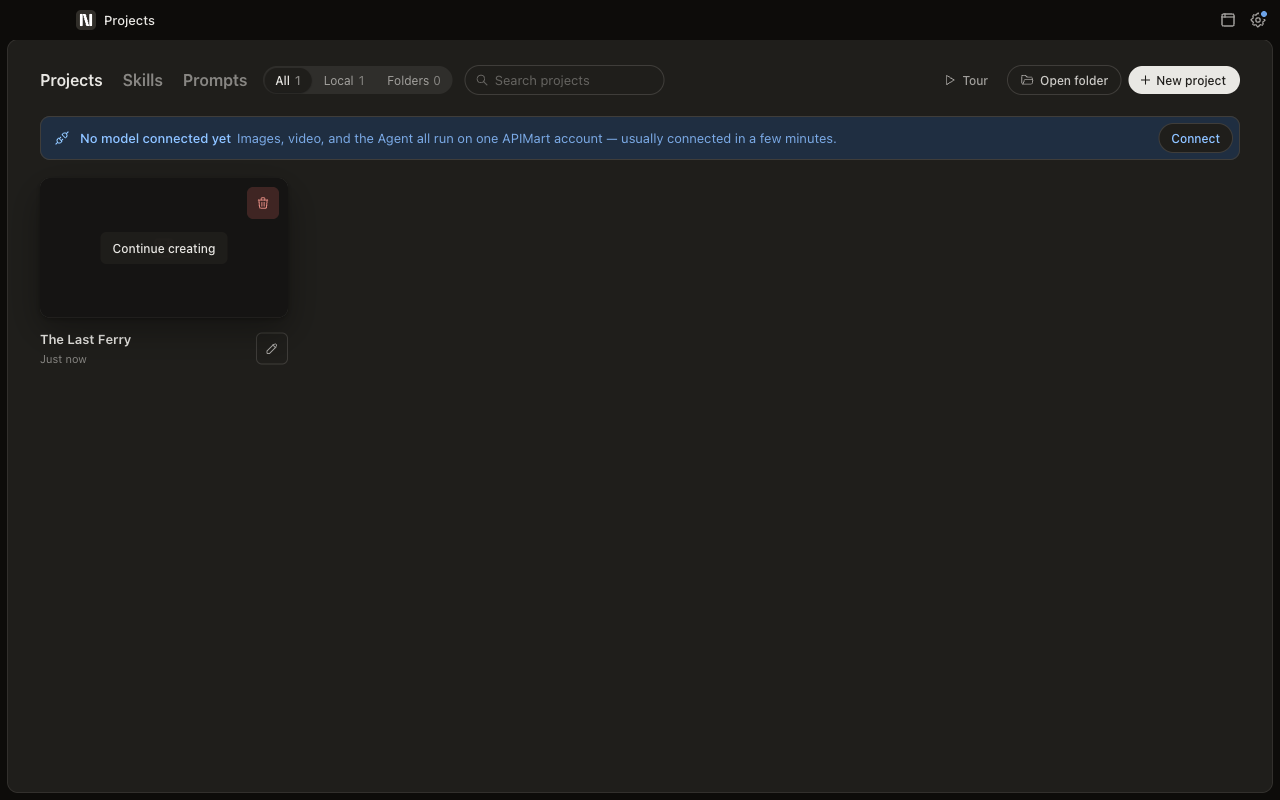 Projects
Projects Skills Prompts All 1 Local 1 Folders 0 Search projects Tour Open folder New project
No model connected yet Images, video, and the Agent all run on one APIMart account — usually connected in a few minutes. Connect
Continue creating
The Last Ferry
Just now